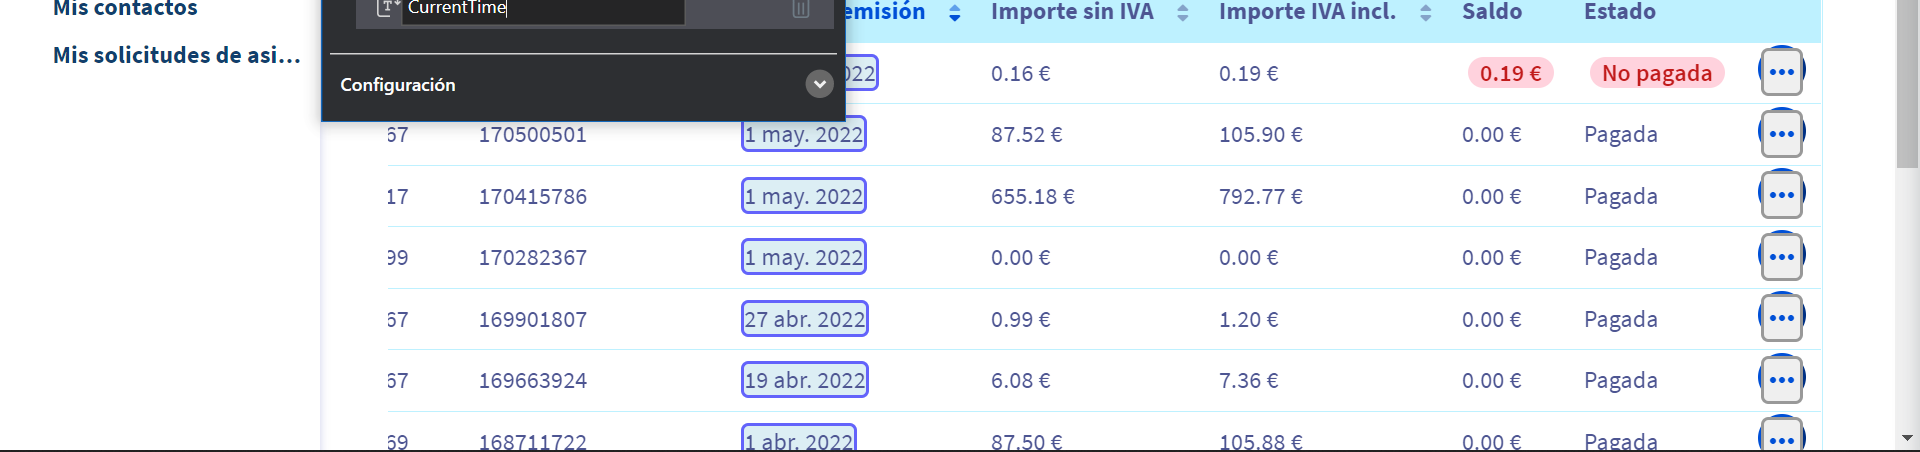 Mis contactos
Mis solicitudes de asi...
CurrentTime
Configuración
emisión Importe sin IVA Importe IVA incl. Saldo Estado
022 0.16 € 0.19 € 0.19 € No pagada
67 170500501 1 may. 2022 87.52 € 105.90 € 0.00 € Pagada
17 170415786 1 may. 2022 655.18 € 792.77 € 0.00 € Pagada
99 170282367 1 may. 2022 0.00 € 0.00 € 0.00 € Pagada
67 169901807 27 abr. 2022 0.99 € 1.20 € 0.00 € Pagada
67 169663924 19 abr. 2022 6.08 € 7.36 € 0.00 € Pagada
69 168711722 1 abr. 2022 87.50 € 105.88 € 0.00 € Pagada